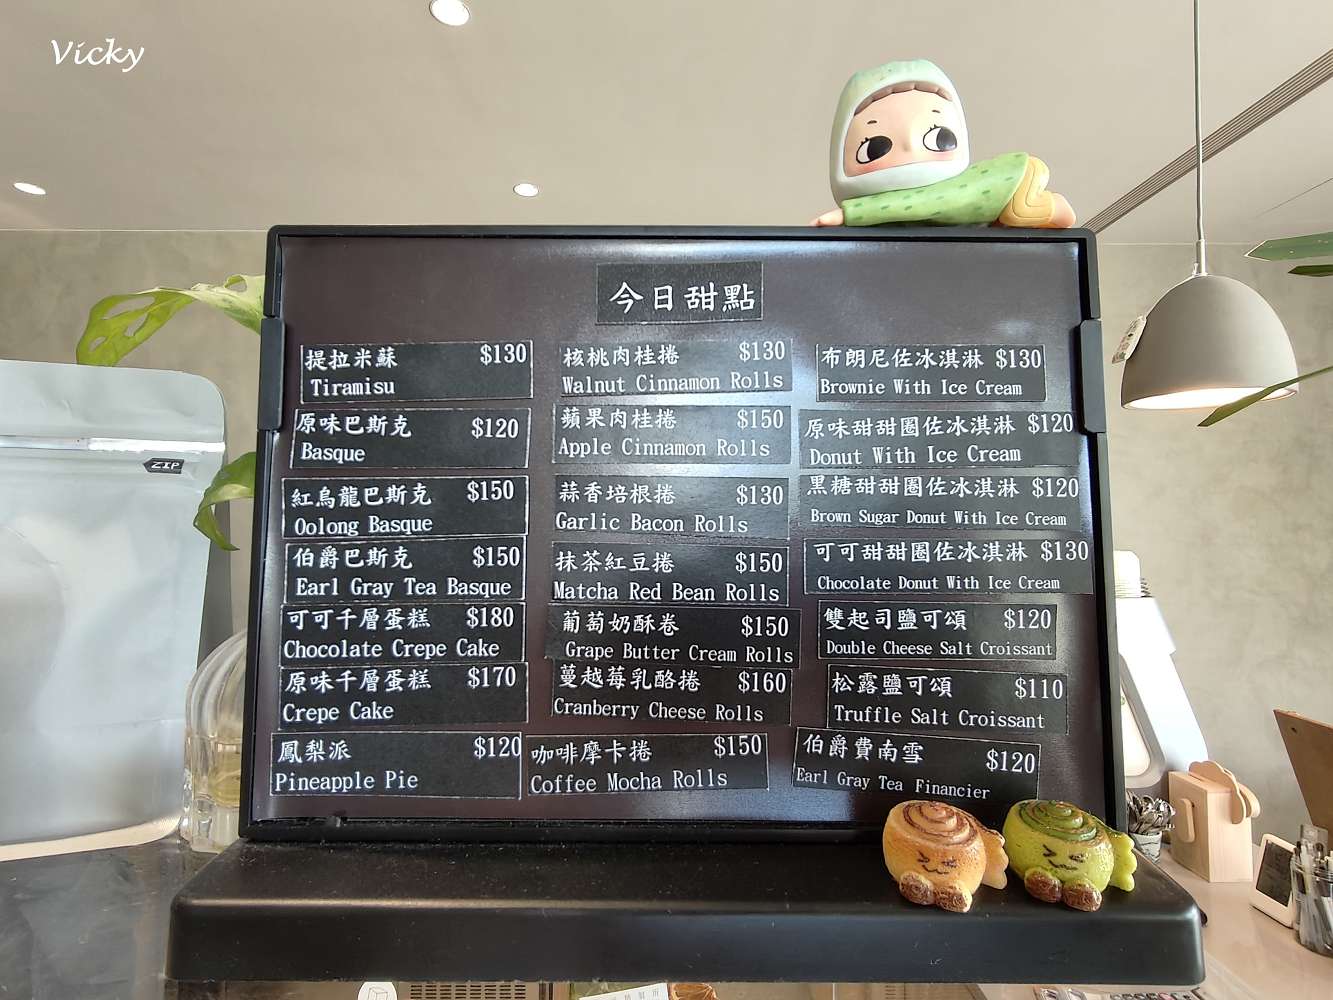 Vicky
今日甜點
提拉米蘇 $130
Tiramisu
原味巴斯克 $120
Basque
紅烏龍巴斯克 $150
Oolong Basque
伯爵巴斯克 $150
Earl Gray Tea Basque
可可千層蛋糕 $180
Chocolate Crepe Cake
原味千層蛋糕 $170
Crepe Cake
鳳梨派 $120
Pineapple Pie
核桃肉桂捲 $130
Walnut Cinnamon Rolls
蘋果肉桂捲 $150
Apple Cinnamon Rolls
蒜香培根捲 $130
Garlic Bacon Rolls
抹茶紅豆捲 $150
Matcha Red Bean Rolls
葡萄奶酥卷 $150
Grape Butter Cream Rolls
蔓越莓乳酪捲 $160
Cranberry Cheese Rolls
咖啡摩卡捲 $150
Coffee Mocha Rolls
布朗尼佐冰淇淋 $130
Brownie With Ice Cream
原味甜甜圈佐冰淇淋 $120
Donut With Ice Cream
黑糖甜甜圈佐冰淇淋 $120
Brown Sugar Donut With Ice Cream
可可甜甜圈佐冰淇淋 $130
Chocolate Donut With Ice Cream
雙起司鹽可頌 $120
Double Cheese Salt Croissant
松露鹽可頌 $110
Truffle Salt Croissant
伯爵費南雪 $120
Earl Gray Tea Financier
ZIP